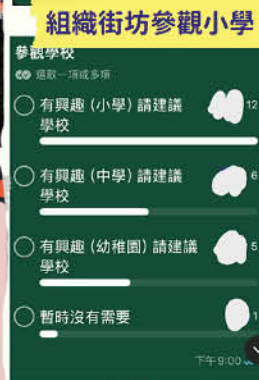 組織街坊參觀小學
參觀學校
選取一項或多項
有興趣（小學）請建議
學校
12
有興趣（中學）請建議
學校
6
有興趣（幼稚園）請建議
學校
5
暫時沒有需要
1
下午9:00